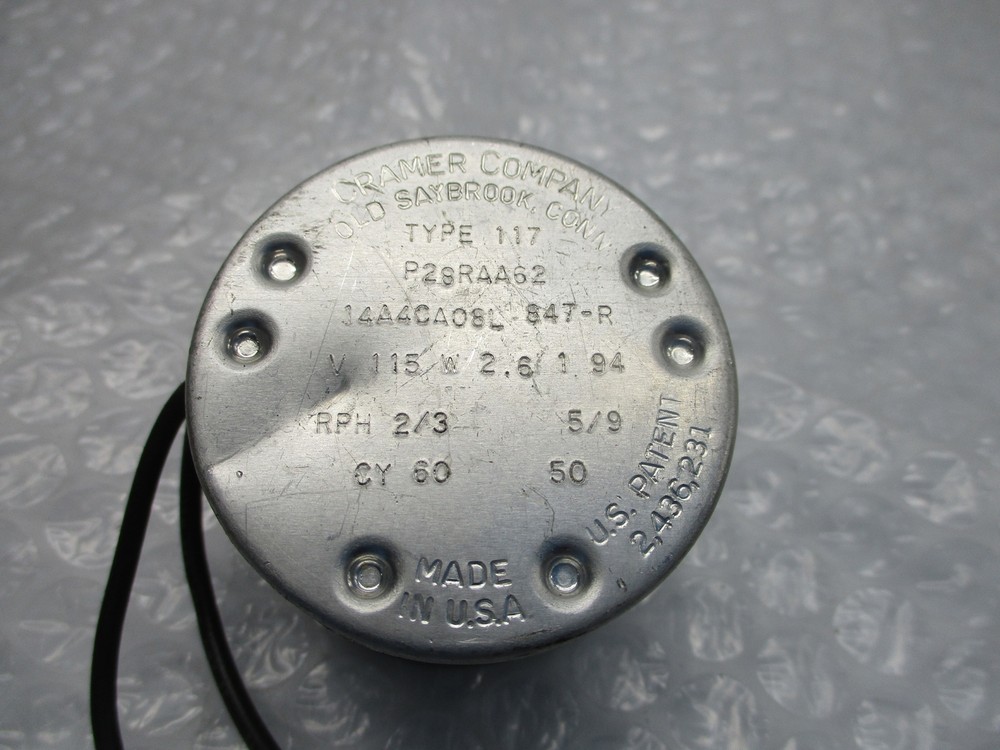 CRAMER COMPANY
OLD SAYBROOK, CONN.
TYPE 117
P28RAA62
14A4CA08L 847-R
V 115 W 2.6/1.94
RPH 2/3 5/9
CY 60 50
U.S. PATENT
2,436,231
MADE
IN U.S.A